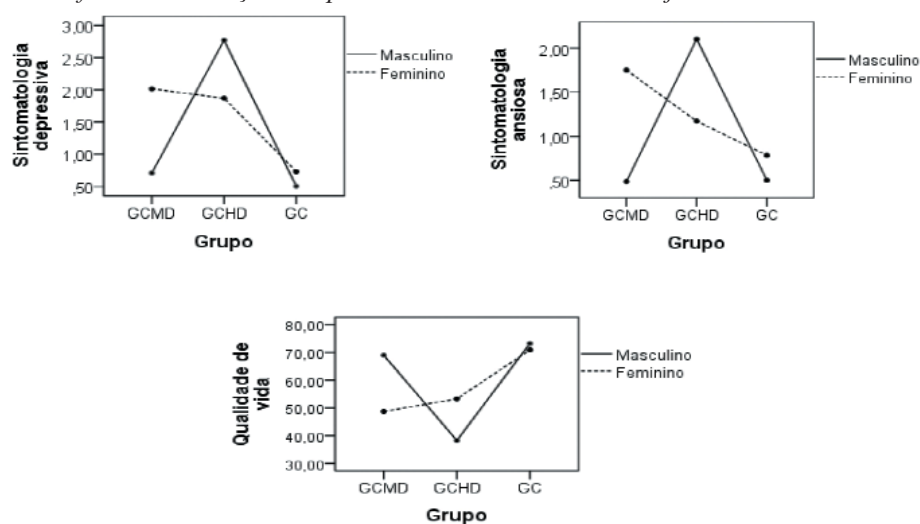 3,00
2,50
2,00
1,50
1,00
,50
Sintomatologia
depressiva
GCMD GCHD GC
Grupo
Masculino
Feminino
2,00
1,50
1,00
,50
Sintomatologia
ansiosa
GCMD GCHD GC
Grupo
Masculino
Feminino
80,00
70,00
60,00
50,00
40,00
30,00
Qualidade de
vida
GCMD GCHD GC
Grupo
Masculino
Feminino